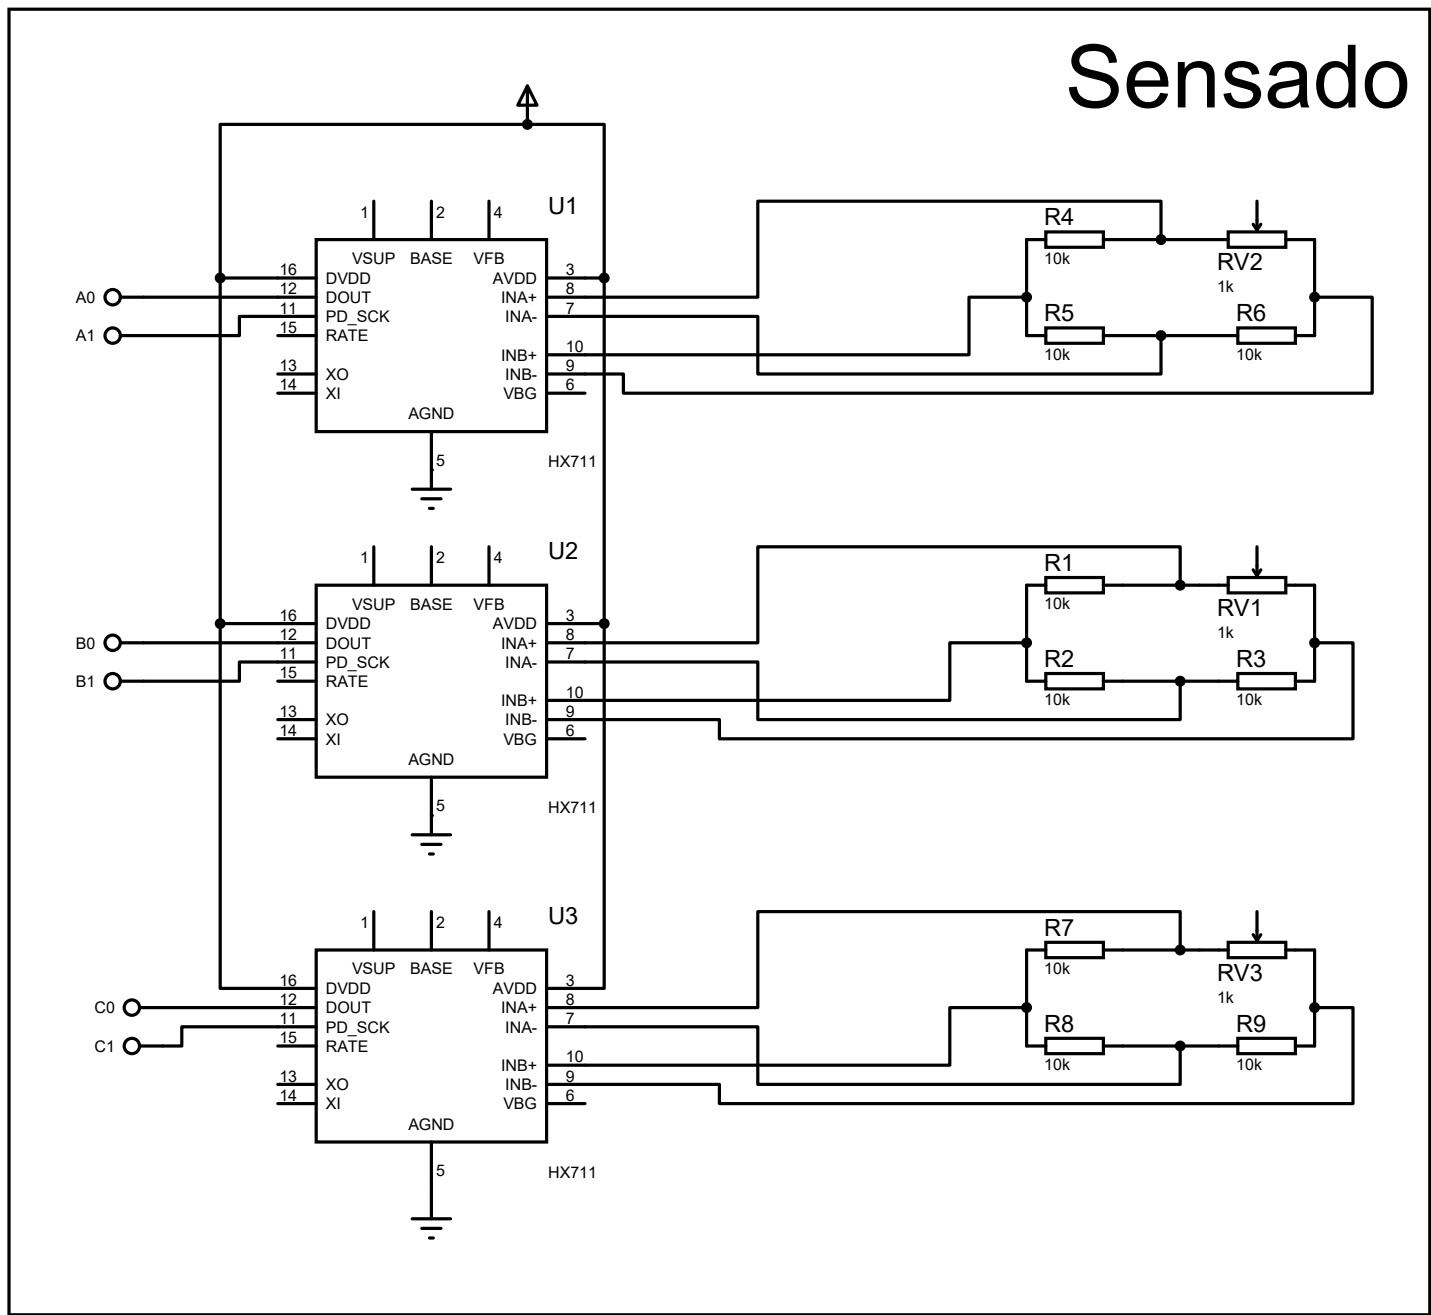 Sensado
U1
1 2 4
VSUP BASE VFB
16 DVDD AVDD 3
A0 12 DOUT INA+ 8
11 PD_SCK INA- 7
A1 15 RATE
INB+ 10
13 XO INB- 9
14 XI VBG 6
AGND
5
HX711
R4
10k
RV2
1k
R5
10k
R6
10k
U2
1 2 4
VSUP BASE VFB
16 DVDD AVDD 3
B0 12 DOUT INA+ 8
11 PD_SCK INA- 7
B1 15 RATE
INB+ 10
13 XO INB- 9
14 XI VBG 6
AGND
5
HX711
R1
10k
RV1
1k
R2
10k
R3
10k
U3
1 2 4
VSUP BASE VFB
16 DVDD AVDD 3
C0 12 DOUT INA+ 8
11 PD_SCK INA- 7
C1 15 RATE
INB+ 10
13 XO INB- 9
14 XI VBG 6
AGND
5
HX711
R7
10k
RV3
1k
R8
10k
R9
10k